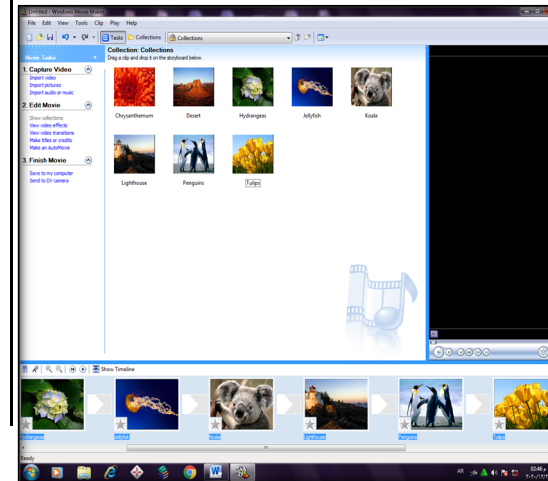 Untitled - Windows Movie Maker
File Edit View Tools Clip Play Help
Tasks Collections Collections
Movie Tasks
Collection: Collections
Drag a clip and drop it on the storyboard below.
1. Capture Video
Import video
Import pictures
Import audio or music
2. Edit Movie
Show collections
View video effects
View video transitions
Make titles or credits
Make an AutoMovie
3. Finish Movie
Save to my computer
Send to DV camera
Chrysanthemum Desert Hydrangeas Jellyfish Koala
Lighthouse Penguins Tulips
Show Timeline
Hydrangeas Jellyfish Koala Lighthouse Penguins Tulips
Ready
AR 02:46 م